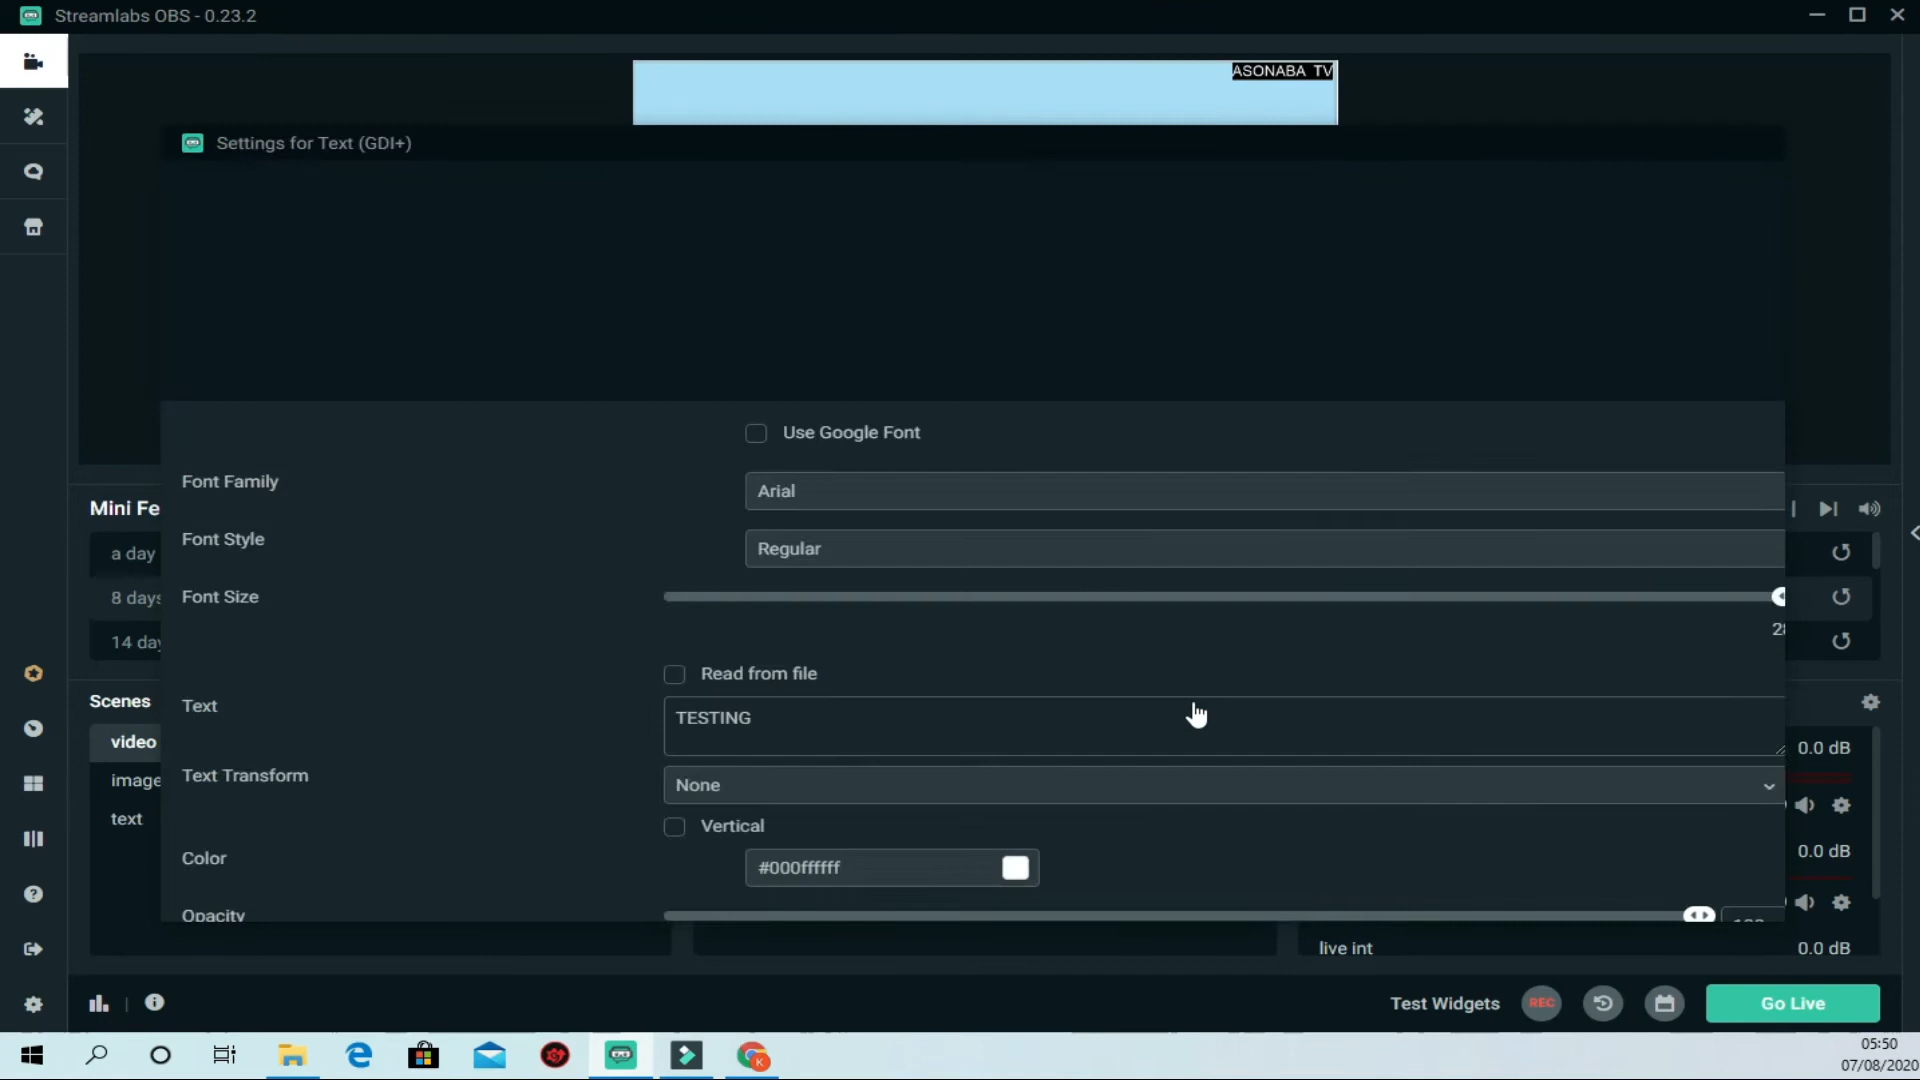 Streamlabs OBS - 0.23.2
ASONABA TV
Settings for Text (GDI+)
Use Google Font
Font Family
Arial
Font Style
Regular
Font Size
28
Read from file
Text
TESTING
Text Transform
None
Vertical
Color
#000ffffff
Opacity
Mini Fe
a day
8 days
14 day
Scenes
video
image
text
0.0 dB
0.0 dB
live int
0.0 dB
Test Widgets
REC
Go Live
K
05:50
07/08/2020